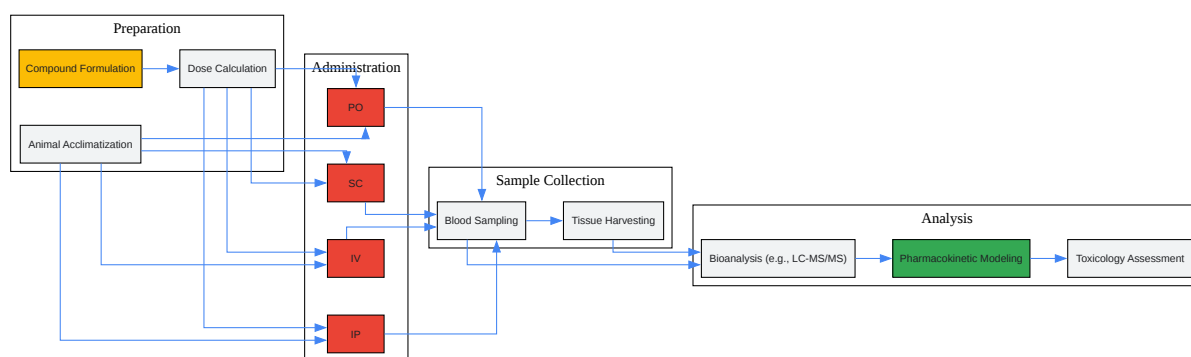 Preparation
Compound Formulation
Dose Calculation
Animal Acclimatization
Administration
PO
SC
IV
IP
Sample Collection
Blood Sampling
Tissue Harvesting
Analysis
Bioanalysis (e.g., LC-MS/MS)
Pharmacokinetic Modeling
Toxicology Assessment